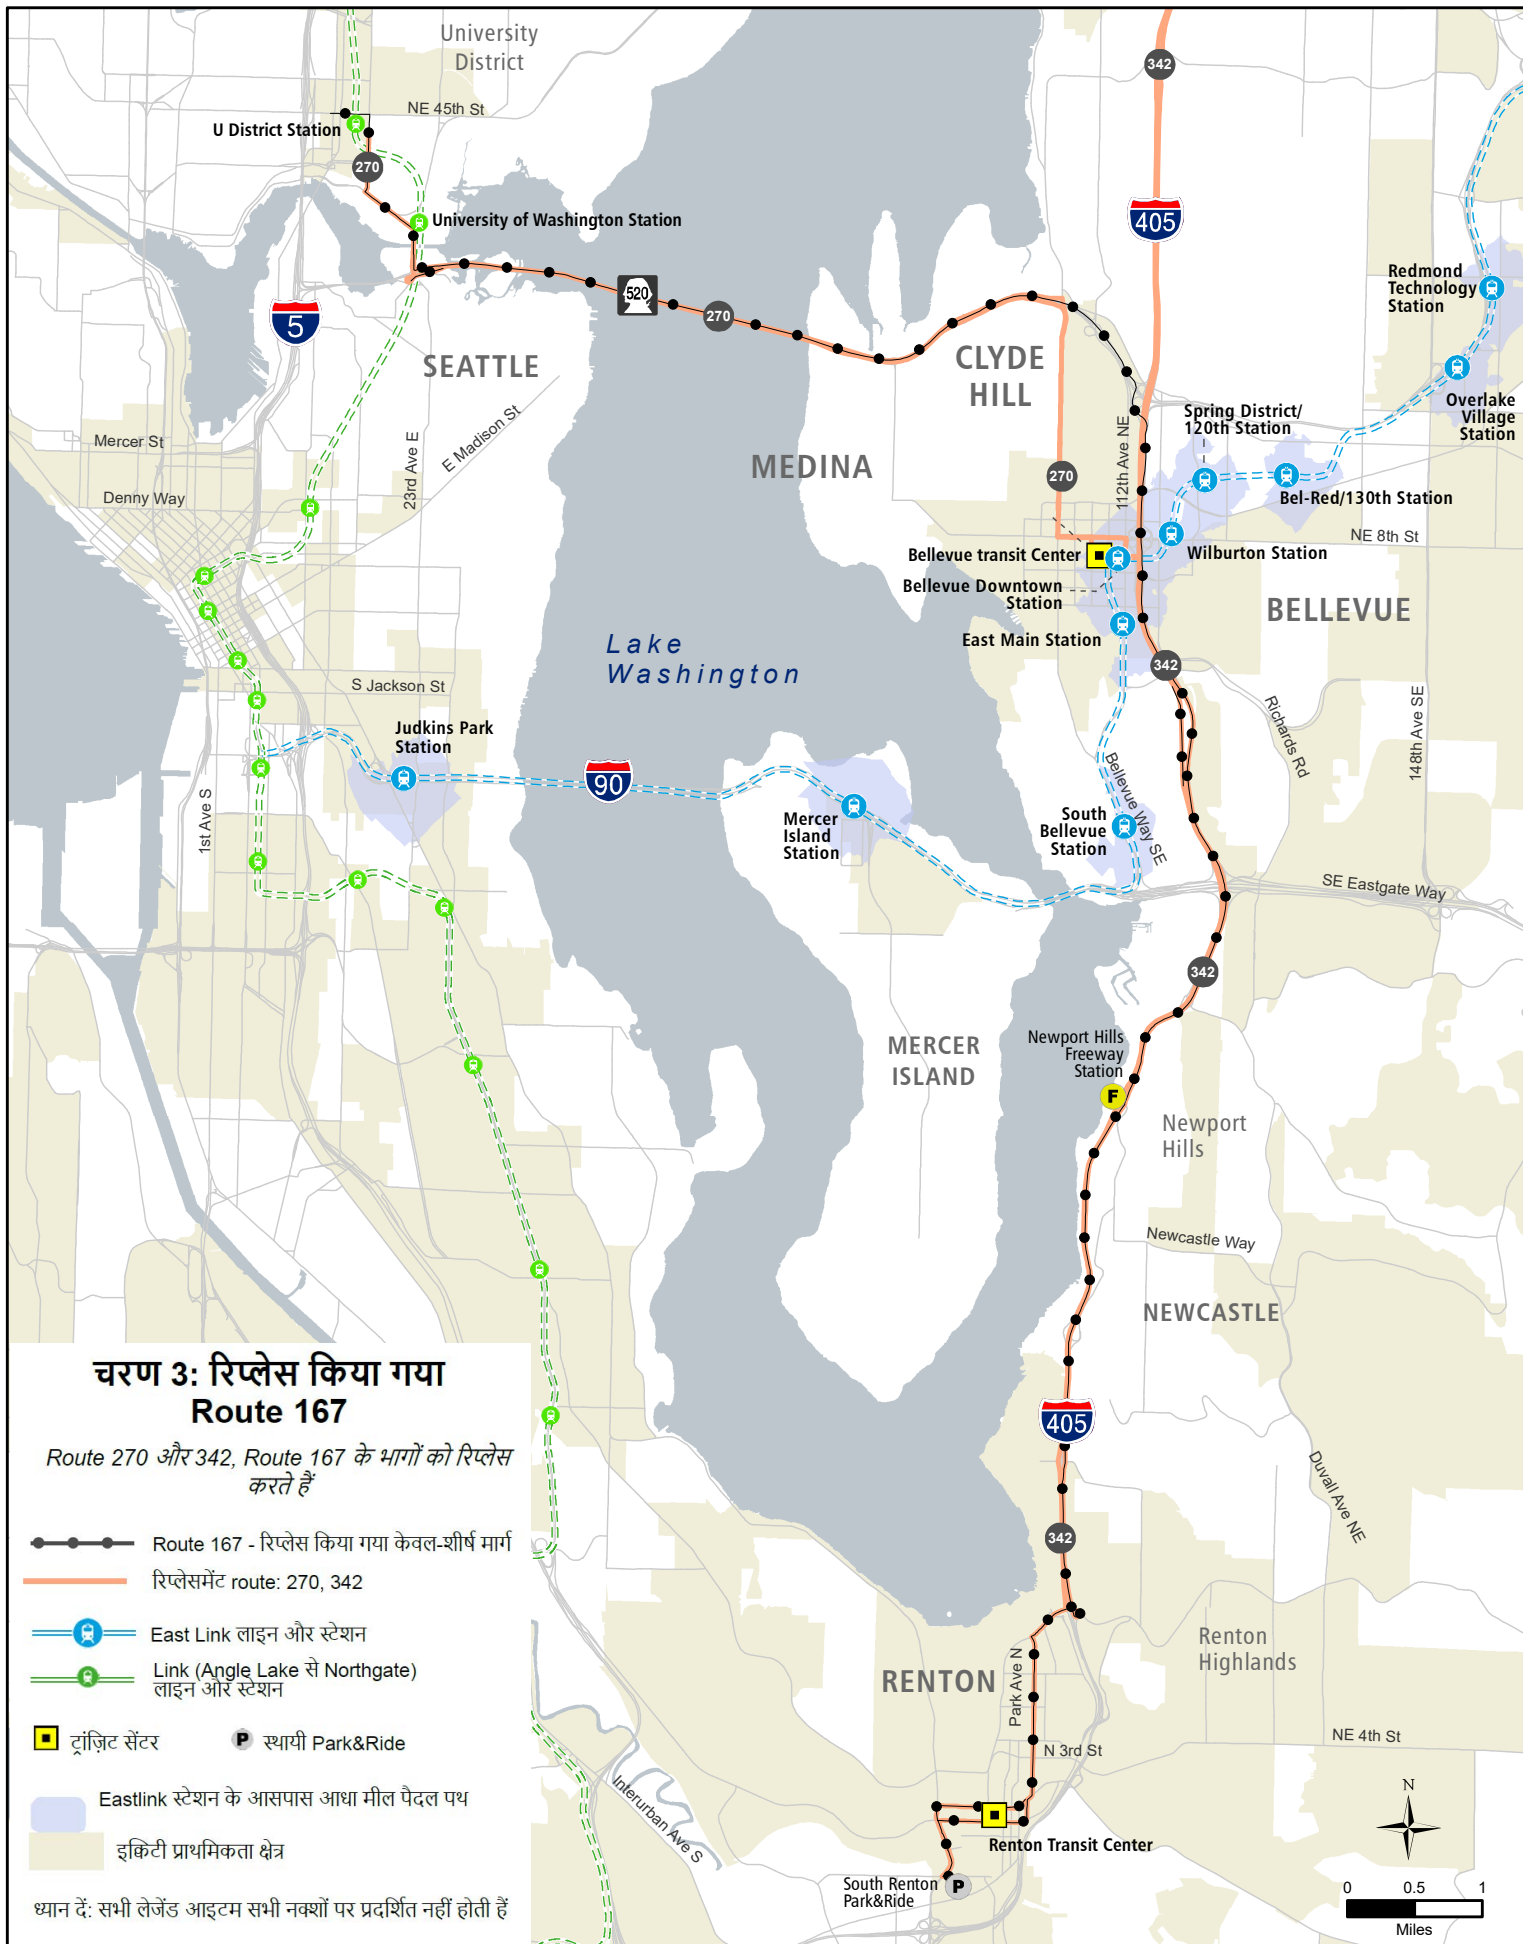 University
District
NE 45th St
U District Station
270
University of Washington Station
342
405
Redmond
Technology
Station
520
270
5
SEATTLE
CLYDE
HILL
Overlake
Village
Station
Spring District/
120th Station
Mercer St
23rd Ave E
E Madison St
MEDINA
270
112th Ave NE
Bel-Red/130th Station
Denny Way
NE 8th St
Bellevue transit Center
Wilburton Station
Bellevue Downtown
Station
BELLEVUE
East Main Station
Lake
Washington
342
S Jackson St
Richards Rd
148th Ave SE
Judkins Park
Station
90
Bellevue Way SE
1st Ave S
Mercer
Island
Station
South
Bellevue
Station
SE Eastgate Way
342
MERCER
ISLAND
Newport Hills
Freeway
Station
F
Newport
Hills
Newcastle Way
NEWCASTLE
405
Duvall Ave NE
342
Renton
Highlands
RENTON
Park Ave N
N 3rd St
NE 4th St
Interurban Ave S
Renton Transit Center
South Renton
Park&Ride
P
N
0 0.5 1
Miles
चरण 3: रिप्लेस किया गया
Route 167
Route 270 और 342, Route 167 के भागों को रिप्लेस
करते हैं
Route 167 - रिप्लेस किया गया केवल-शीर्ष मार्ग
रिप्लेसमेंट route: 270, 342
East Link लाइन और स्टेशन
Link (Angle Lake से Northgate)
लाइन और स्टेशन
ट्रांज़िट सेंटर
P स्थायी Park&Ride
Eastlink स्टेशन के आसपास आधा मील पैदल पथ
इक्विटी प्राथमिकता क्षेत्र
ध्यान दें: सभी लेजेंड आइटम सभी नक्शों पर प्रदर्शित नहीं होती हैं